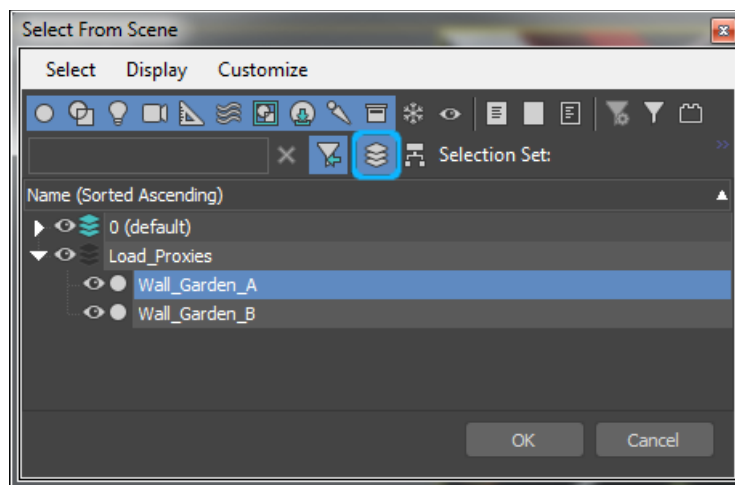 Select From Scene
Select Display Customize
Selection Set:
Name (Sorted Ascending)
0 (default)
Load_Proxies
Wall_Garden_A
Wall_Garden_B
OK Cancel